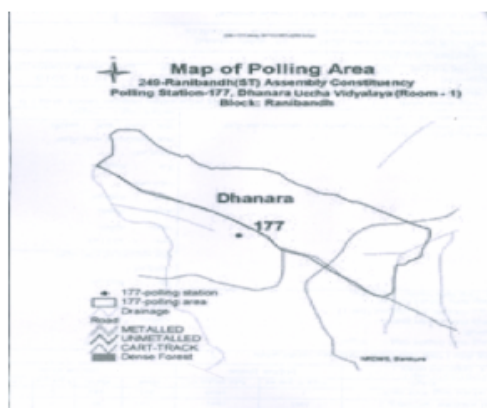 Map of Polling Area
249-Ranibandh(ST) Assembly Constituency
Polling Station-177, Dhanara Uccha Vidyalaya (Room - 1)
Block: Ranibandh
Dhanara
177
177-polling station
177-polling area
Drainage
Road
METALLED
UNMETALLED
CART-TRACK
Dense Forest
NRDMS, Bankura